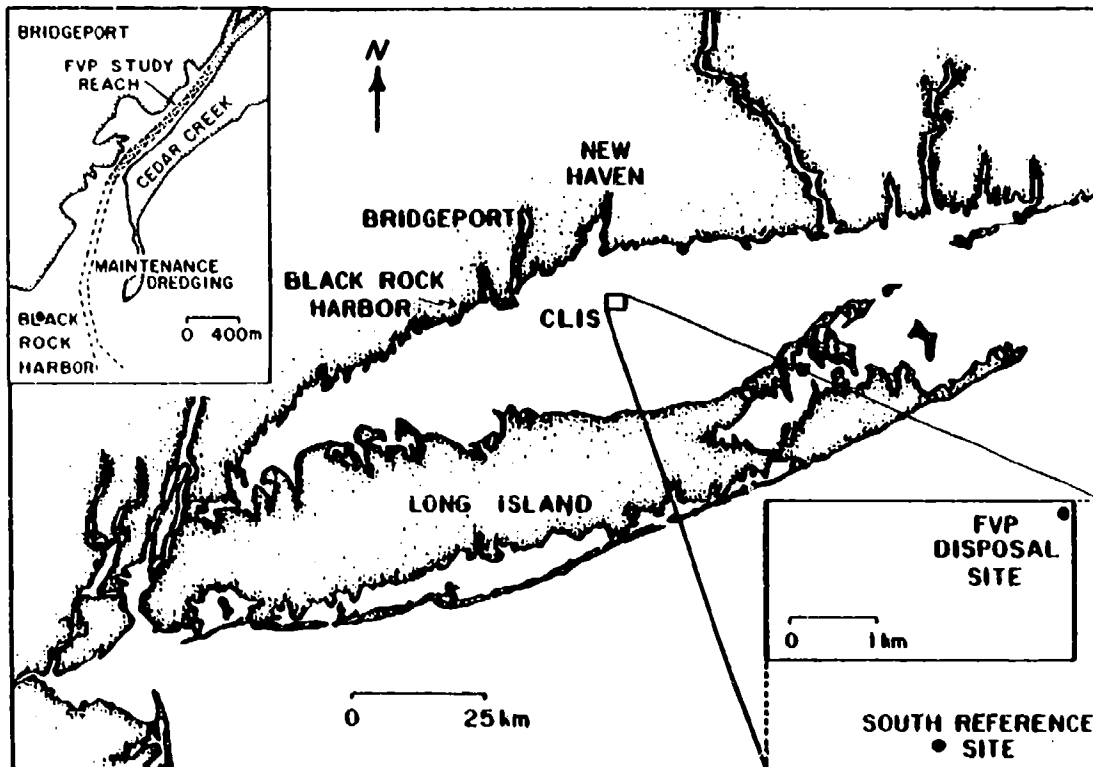 BRIDGEPORT
FVP STUDY
REACH
CEDAR CREEK
MAINTENANCE
DREDGING
0 400m
BLACK
ROCK
HARBOR
N
NEW
HAVEN
BRIDGEPORT
BLACK ROCK
HARBOR
CLIS
LONG ISLAND
0 25km
FVP
DISPOSAL
SITE
0 1km
SOUTH REFERENCE
SITE